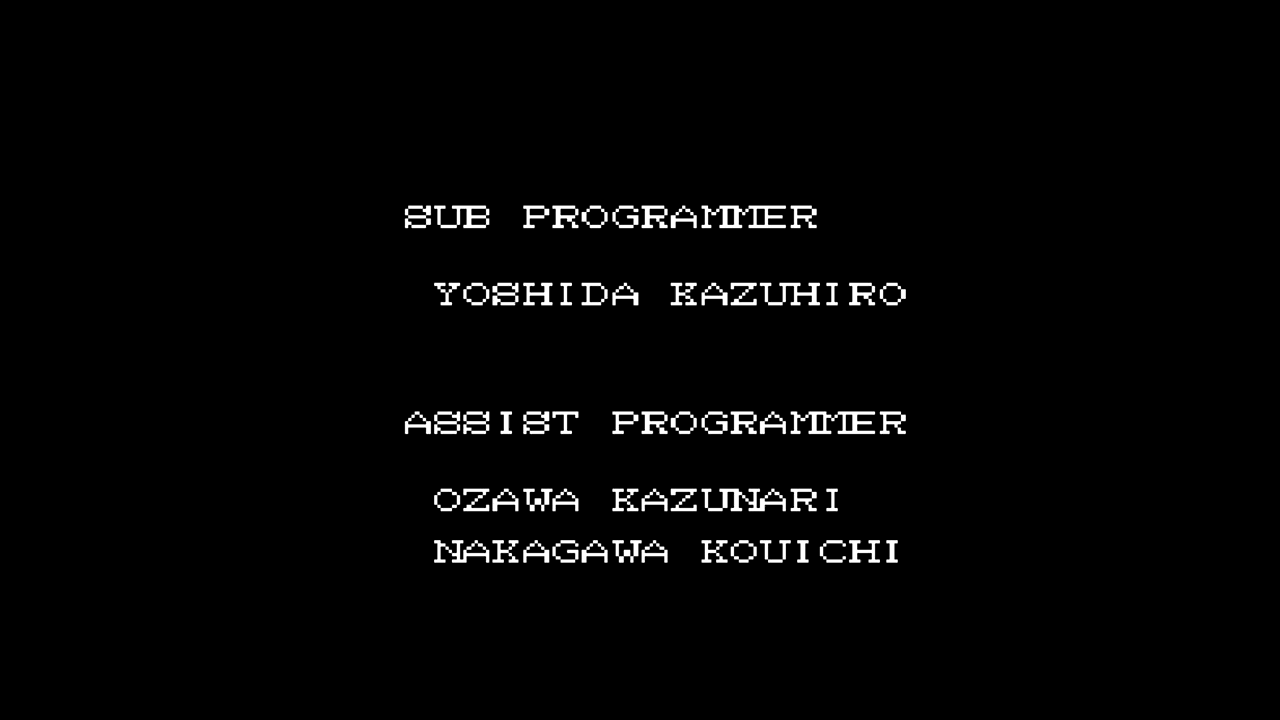 SUB PROGRAMMER
YOSHIDA KAZUHIRO
ASSIST PROGRAMMER
OZAWA KAZUNARI
NAKAGAWA KOUICHI